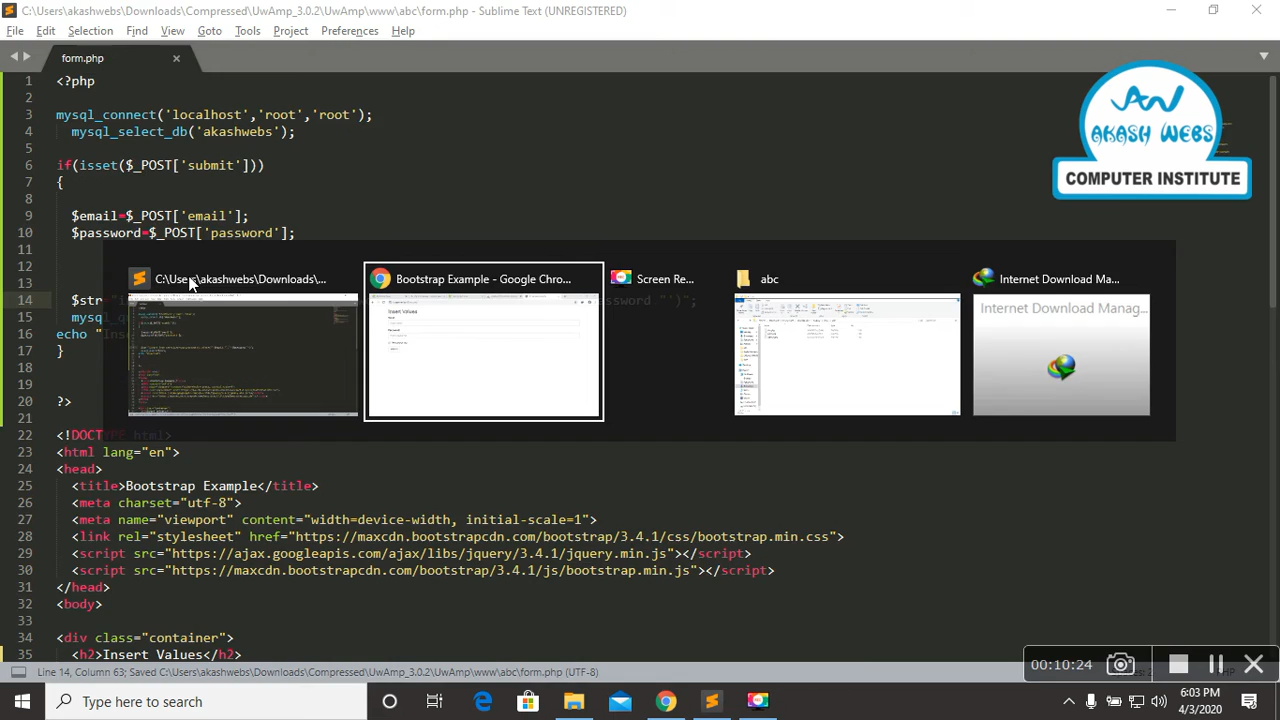 C:\Users\akashwebs\Downloads\Compressed\UwAmp_3.0.2\UwAmp\www\abc\form.php - Sublime Text (UNREGISTERED)
File Edit Selection Find View Goto Tools Project Preferences Help
form.php
1 <?php
2
3 mysql_connect('localhost','root','root');
4 mysql_select_db('akashwebs');
5
6 if(isset($_POST['submit']))
7 {
8
9 $email=$_POST['email'];
10 $password=$_POST['password'];
11
12
13
14 $str
15 mysq
16 echo "
17 }
18
19
20
21
22 <!DOCTYPE html>
23 <html lang="en">
24 <head>
25 <title>Bootstrap Example</title>
26 <meta charset="utf-8">
27 <meta name="viewport" content="width=device-width, initial-scale=1">
28 <link rel="stylesheet" href="https://maxcdn.bootstrapcdn.com/bootstrap/3.4.1/css/bootstrap.min.css">
29 <script src="https://ajax.googleapis.com/ajax/libs/jquery/3.4.1/jquery.min.js"></script>
30 <script src="https://maxcdn.bootstrapcdn.com/bootstrap/3.4.1/js/bootstrap.min.js"></script>
31 </head>
32 <body>
33
34 <div class="container">
35 <h2>Insert Values</h2>
AKASH WEBS
COMPUTER INSTITUTE
C:\Users\akashwebs\Downloads\...
Bootstrap Example - Google Chro...
Screen Re...
abc
Internet Download Ma...
Internet Download Manag...
Insert Values
Line 14, Column 63; Saved C:\Users\akashwebs\Downloads\Compressed\UwAmp_3.0.2\UwAmp\www\abc\form.php (UTF-8)
00:10:24
Type here to search
6:03 PM
4/3/2020